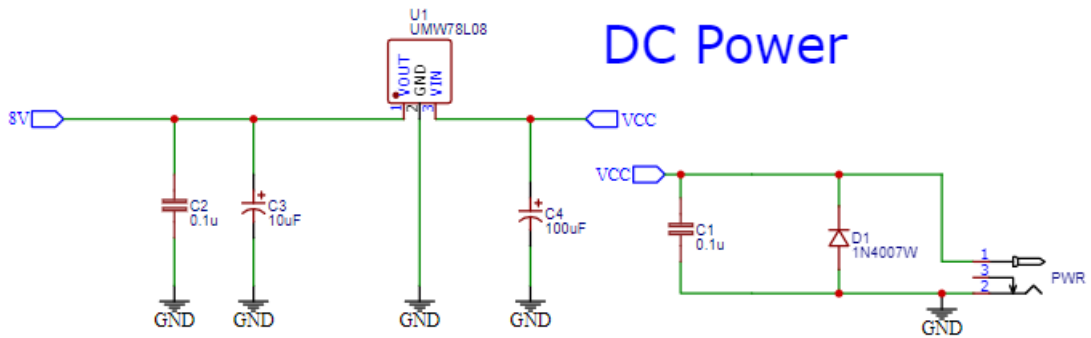 U1
UMW78L08
DC Power
VOUT
GND
VIN
1
2
3
8V
VCC
C2
0.1u
C3
10uF
C4
100uF
GND
GND
GND
GND
VCC
C1
0.1u
D1
1N4007W
1
3
2
PWR
GND